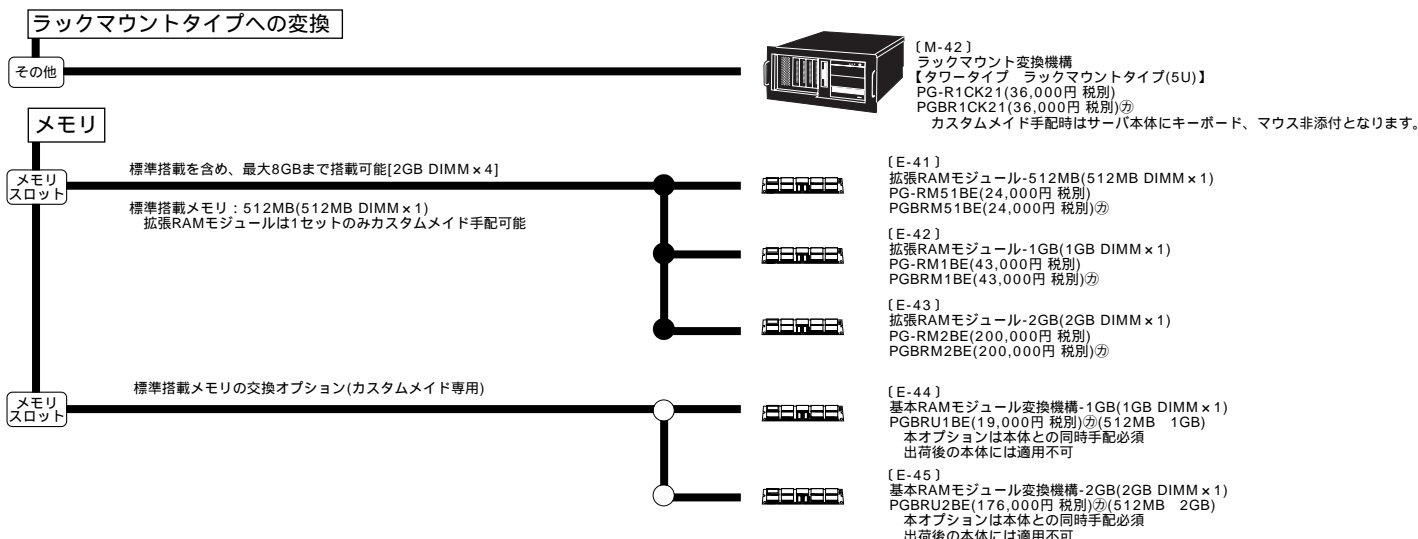 ラックマウントタイプへの変換
その他
〔M-42〕
ラックマウント変換機構
【タワータイプ　ラックマウントタイプ(5U)】
PG-R1CK21(36,000円 税別)
PGBR1CK21(36,000円 税別)㋕
カスタムメイド手配時はサーバ本体にキーボード、マウス非添付となります。
メモリ
メモリ
スロット
標準搭載を含め、最大8GBまで搭載可能[2GB DIMM×4]
標準搭載メモリ：512MB(512MB DIMM×1)
拡張RAMモジュールは1セットのみカスタムメイド手配可能
〔E-41〕
拡張RAMモジュール-512MB(512MB DIMM×1)
PG-RM51BE(24,000円 税別)
PGBRM51BE(24,000円 税別)㋕
〔E-42〕
拡張RAMモジュール-1GB(1GB DIMM×1)
PG-RM1BE(43,000円 税別)
PGBRM1BE(43,000円 税別)㋕
〔E-43〕
拡張RAMモジュール-2GB(2GB DIMM×1)
PG-RM2BE(200,000円 税別)
PGBRM2BE(200,000円 税別)㋕
メモリ
スロット
標準搭載メモリの交換オプション(カスタムメイド専用)
〔E-44〕
基本RAMモジュール変換機構-1GB(1GB DIMM×1)
PGBRU1BE(19,000円 税別)㋕(512MB　1GB)
本オプションは本体との同時手配必須
出荷後の本体には適用不可
〔E-45〕
基本RAMモジュール変換機構-2GB(2GB DIMM×1)
PGBRU2BE(176,000円 税別)㋕(512MB　2GB)
本オプションは本体との同時手配必須
出荷後の本体には適用不可